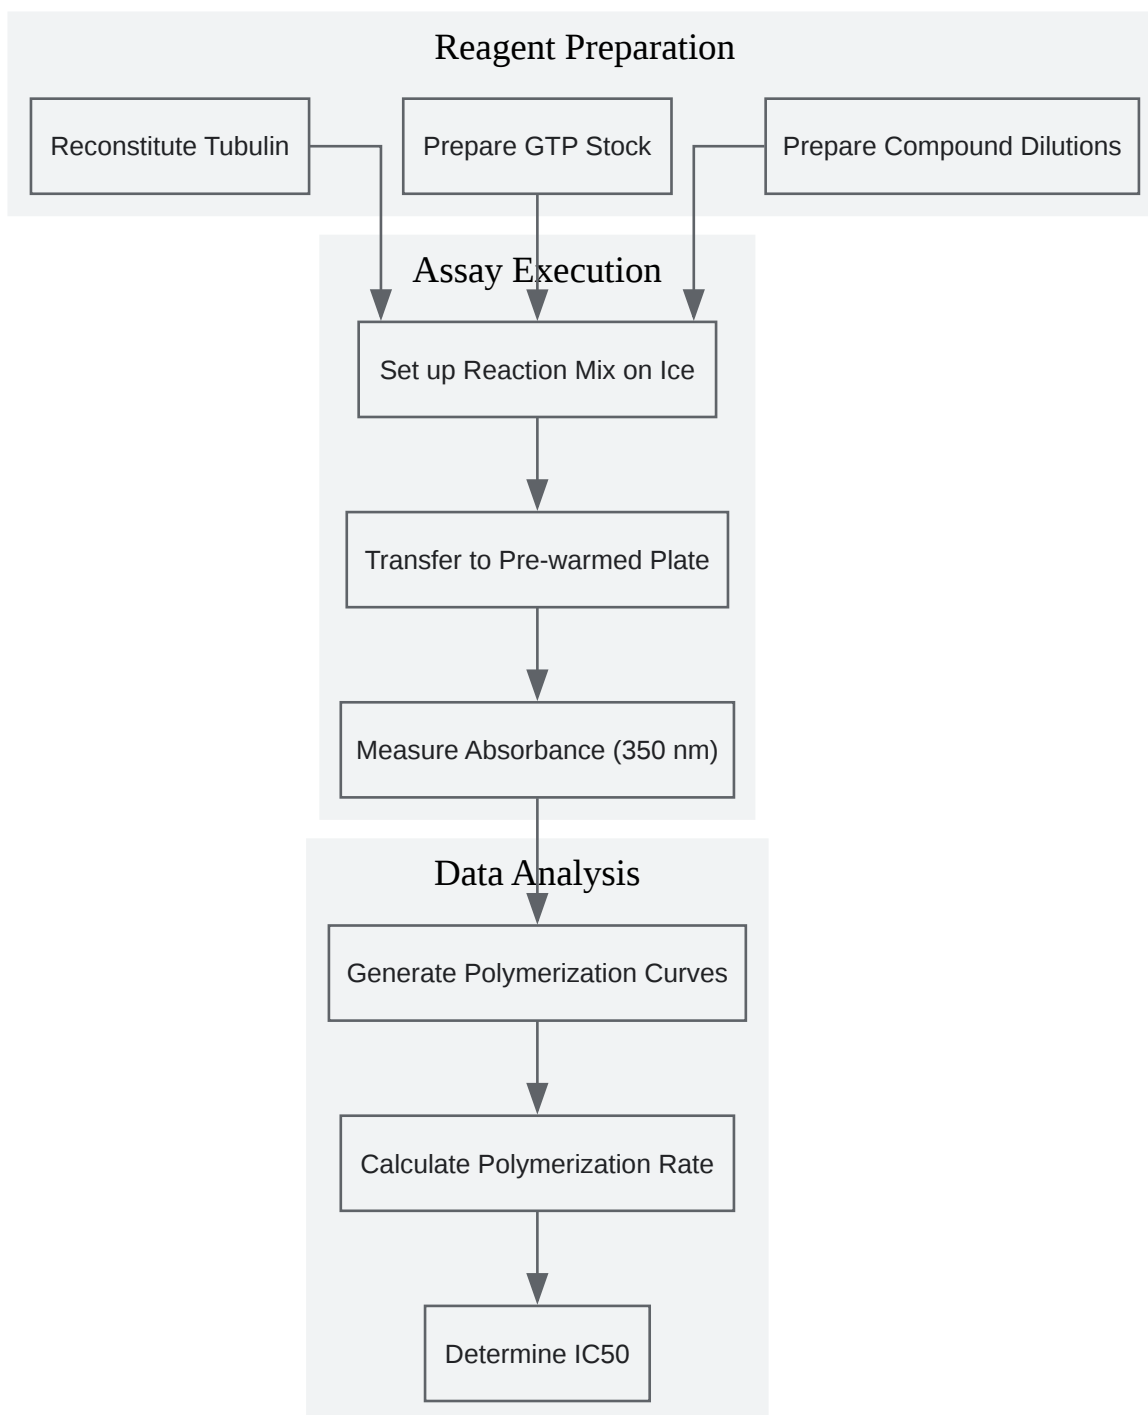 Reagent Preparation
Reconstitute Tubulin
Prepare GTP Stock
Prepare Compound Dilutions
Assay Execution
Set up Reaction Mix on Ice
Transfer to Pre-warmed Plate
Measure Absorbance (350 nm)
Data Analysis
Generate Polymerization Curves
Calculate Polymerization Rate
Determine IC50